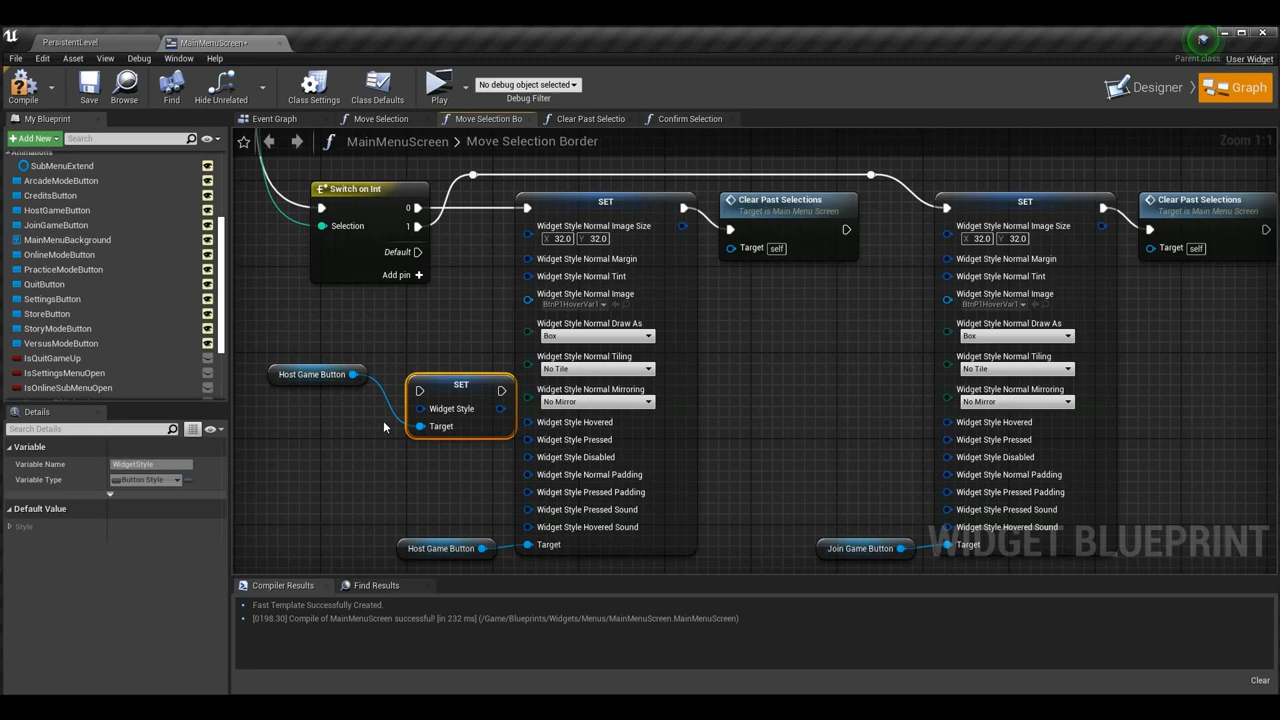 PersistentLevel
MainMenuScreen*
Parent class: User Widget
File Edit Asset View Debug Window Help
Compile
Save
Browse
Find
Hide Unrelated
Class Settings
Class Defaults
Play
No debug object selected
Debug Filter
Designer
Graph
My Blueprint
Add New
Search
SubMenuExtend
ArcadeModeButton
CreditsButton
HostGameButton
JoinGameButton
MainMenuBackground
OnlineModeButton
PracticeModeButton
QuitButton
SettingsButton
StoreButton
StoryModeButton
VersusModeButton
IsQuitGameUp
IsSettingsMenuOpen
IsOnlineSubMenuOpen
Details
Search Details
Variable
Variable Name WidgetStyle
Variable Type Button Style
Default Value
Style
Event Graph
Move Selection
Move Selection Bo
Clear Past Selectio
Confirm Selection
MainMenuScreen > Move Selection Border
Zoom 1:1
Switch on Int
0
Selection 1
Default
Add pin +
Host Game Button
SET
Widget Style
Target
SET
Widget Style Normal Image Size
X 32.0 Y 32.0
Widget Style Normal Margin
Widget Style Normal Tint
Widget Style Normal Image
BtnP1HoverVar1
Widget Style Normal Draw As
Box
Widget Style Normal Tiling
No Tile
Widget Style Normal Mirroring
No Mirror
Widget Style Hovered
Widget Style Pressed
Widget Style Disabled
Widget Style Normal Padding
Widget Style Pressed Padding
Widget Style Pressed Sound
Widget Style Hovered Sound
Host Game Button
Target
Clear Past Selections
Target is Main Menu Screen
Target self
SET
Widget Style Normal Image Size
X 32.0 Y 32.0
Widget Style Normal Margin
Widget Style Normal Tint
Widget Style Normal Image
BtnP1HoverVar1
Widget Style Normal Draw As
Box
Widget Style Normal Tiling
No Tile
Widget Style Normal Mirroring
No Mirror
Widget Style Hovered
Widget Style Pressed
Widget Style Disabled
Widget Style Normal Padding
Widget Style Pressed Padding
Widget Style Pressed Sound
Widget Style Hovered Sound
Join Game Button
Target
Clear Past Selections
Target is Main Menu Screen
Target self
WIDGET BLUEPRINT
Compiler Results
Find Results
Fast Template Successfully Created.
[0198.30] Compile of MainMenuScreen successful! [in 232 ms] (/Game/Blueprints/Widgets/Menus/MainMenuScreen.MainMenuScreen)
Clear